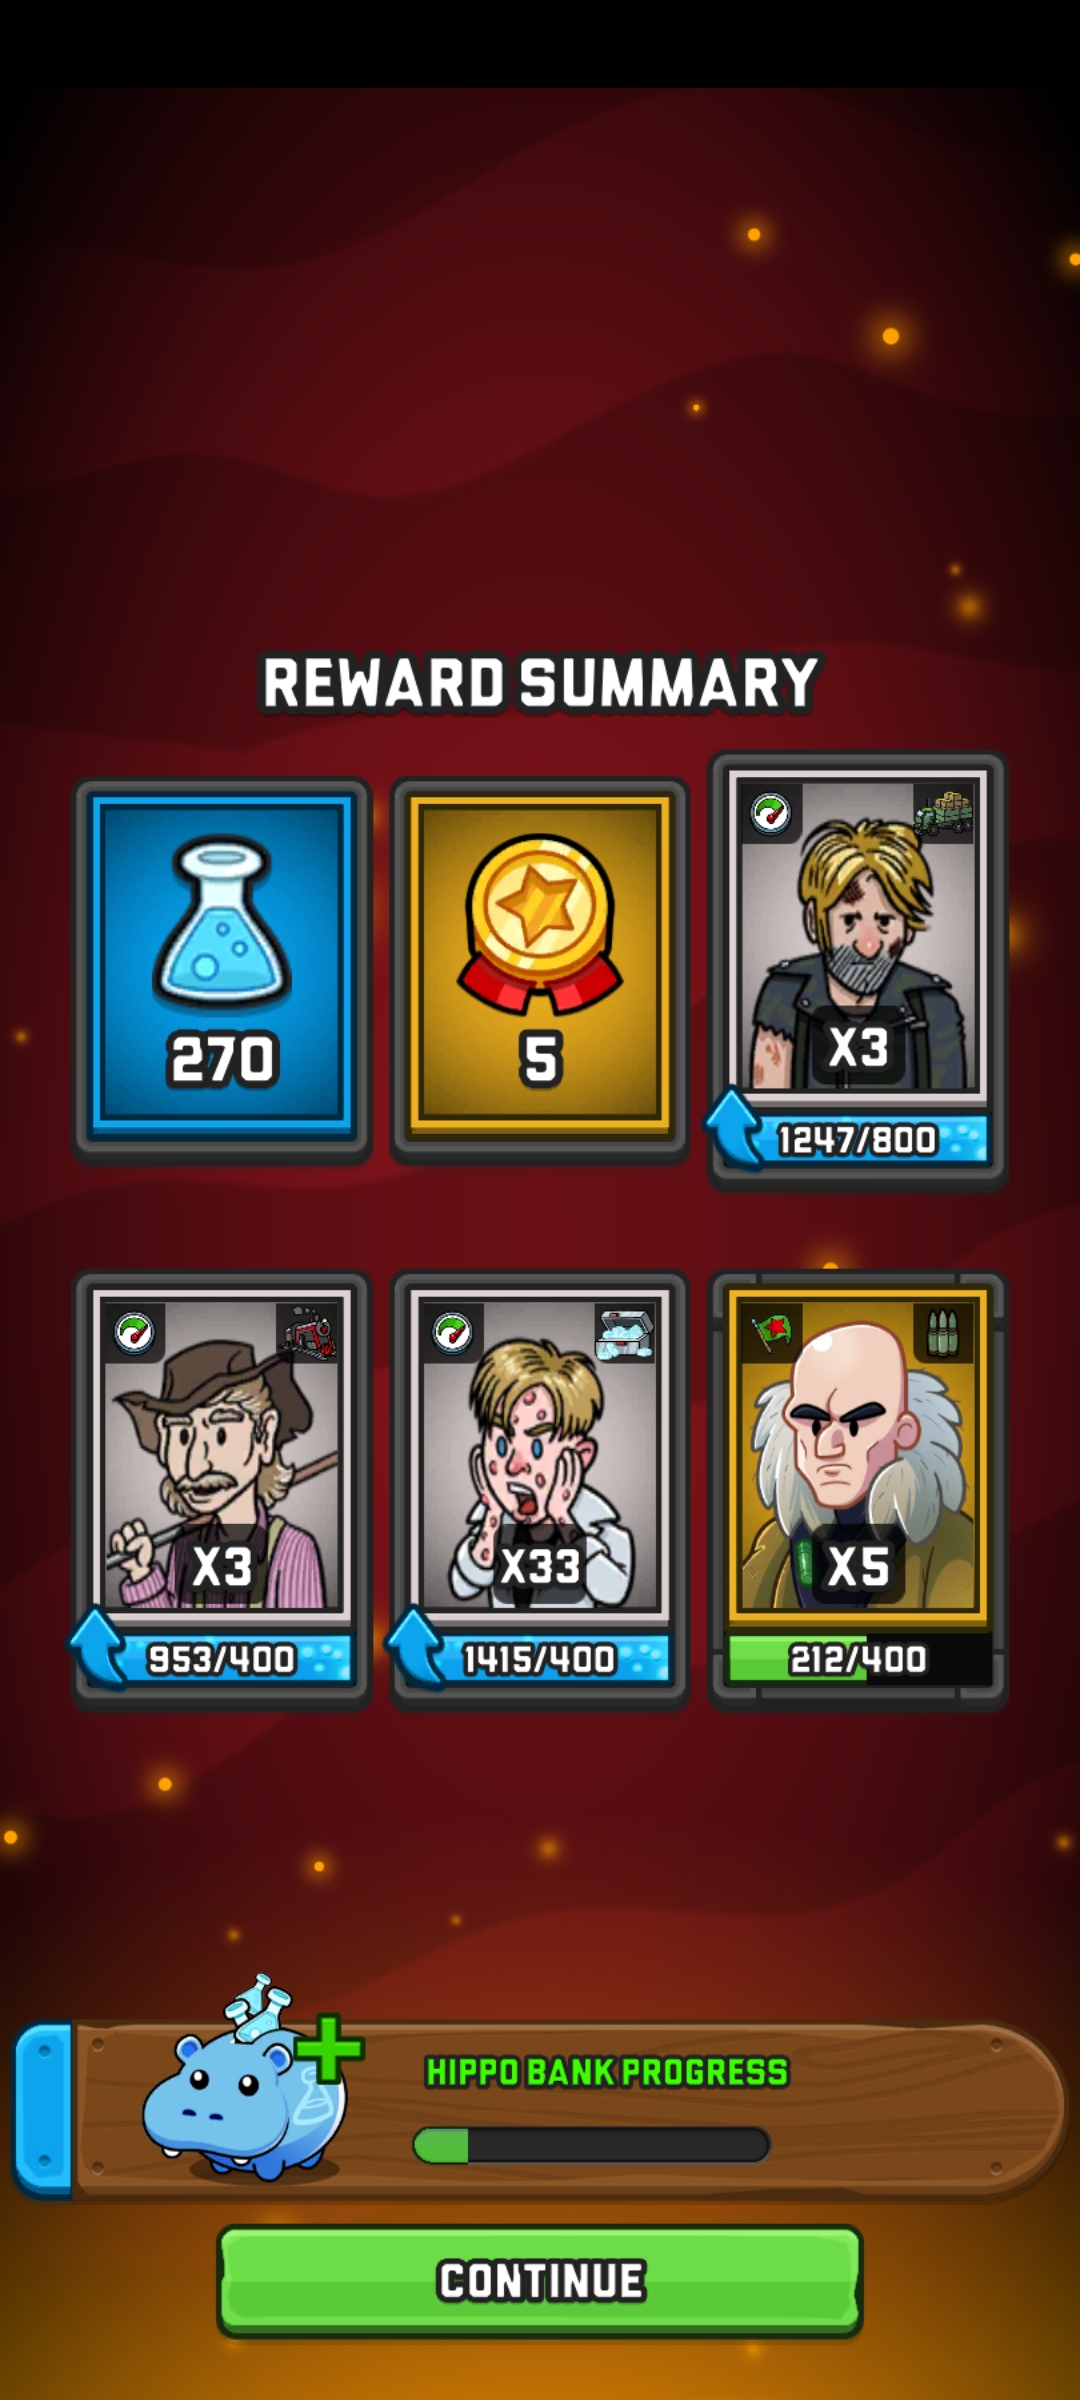 REWARD SUMMARY
270
5
X3
1247/800
X3
953/400
X33
1415/400
X5
212/400
HIPPO BANK PROGRESS
CONTINUE